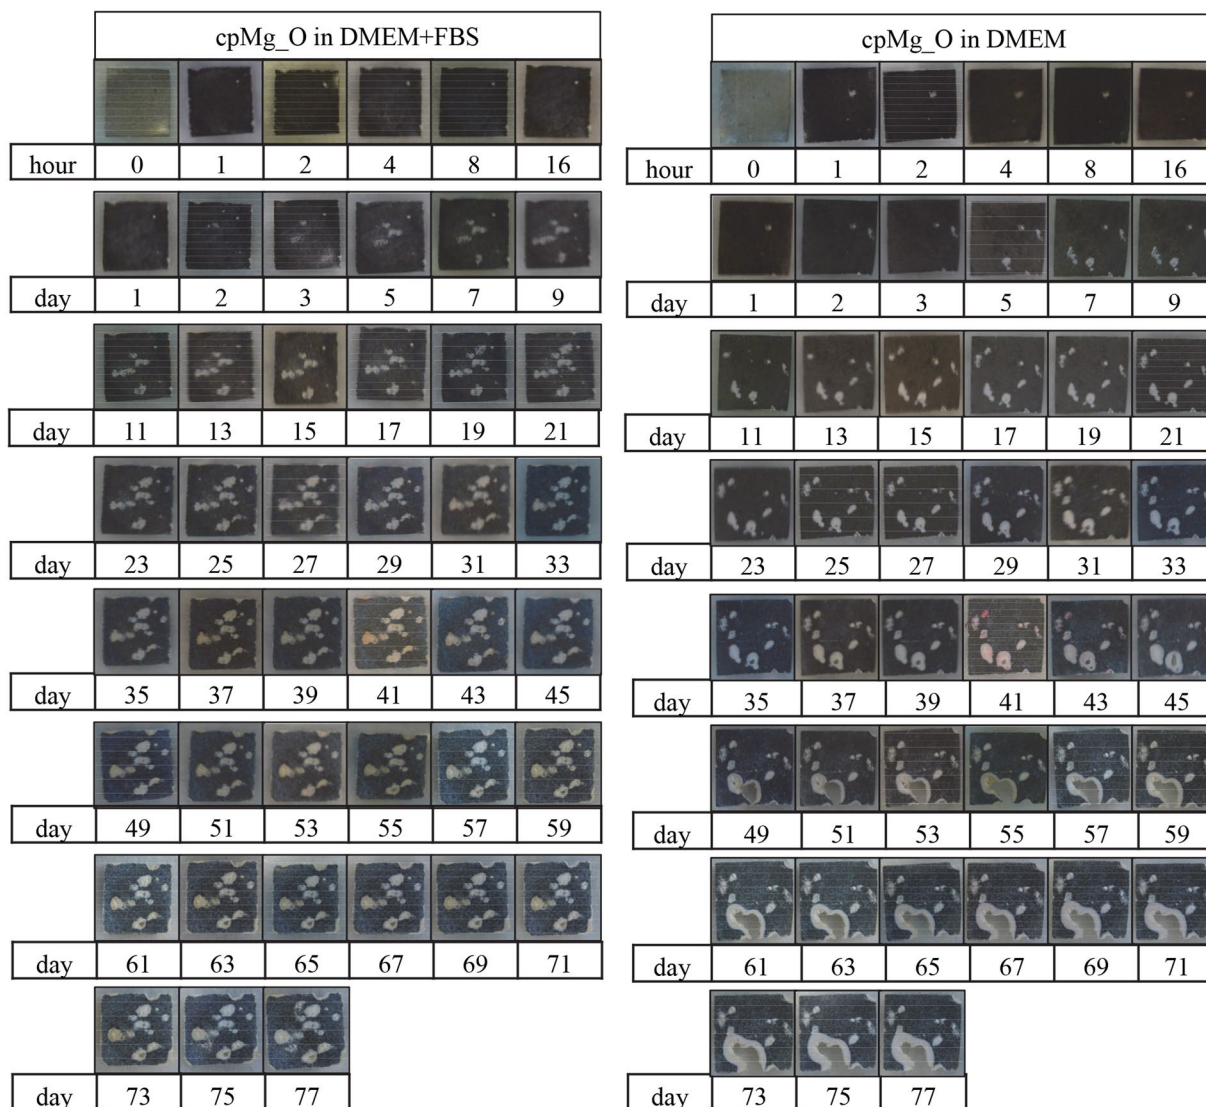 cpMg_O in DMEM+FBS
hour 0 1 2 4 8 16
day 1 2 3 5 7 9
day 11 13 15 17 19 21
day 23 25 27 29 31 33
day 35 37 39 41 43 45
day 49 51 53 55 57 59
day 61 63 65 67 69 71
day 73 75 77
cpMg_O in DMEM
hour 0 1 2 4 8 16
day 1 2 3 5 7 9
day 11 13 15 17 19 21
day 23 25 27 29 31 33
day 35 37 39 41 43 45
day 49 51 53 55 57 59
day 61 63 65 67 69 71
day 73 75 77